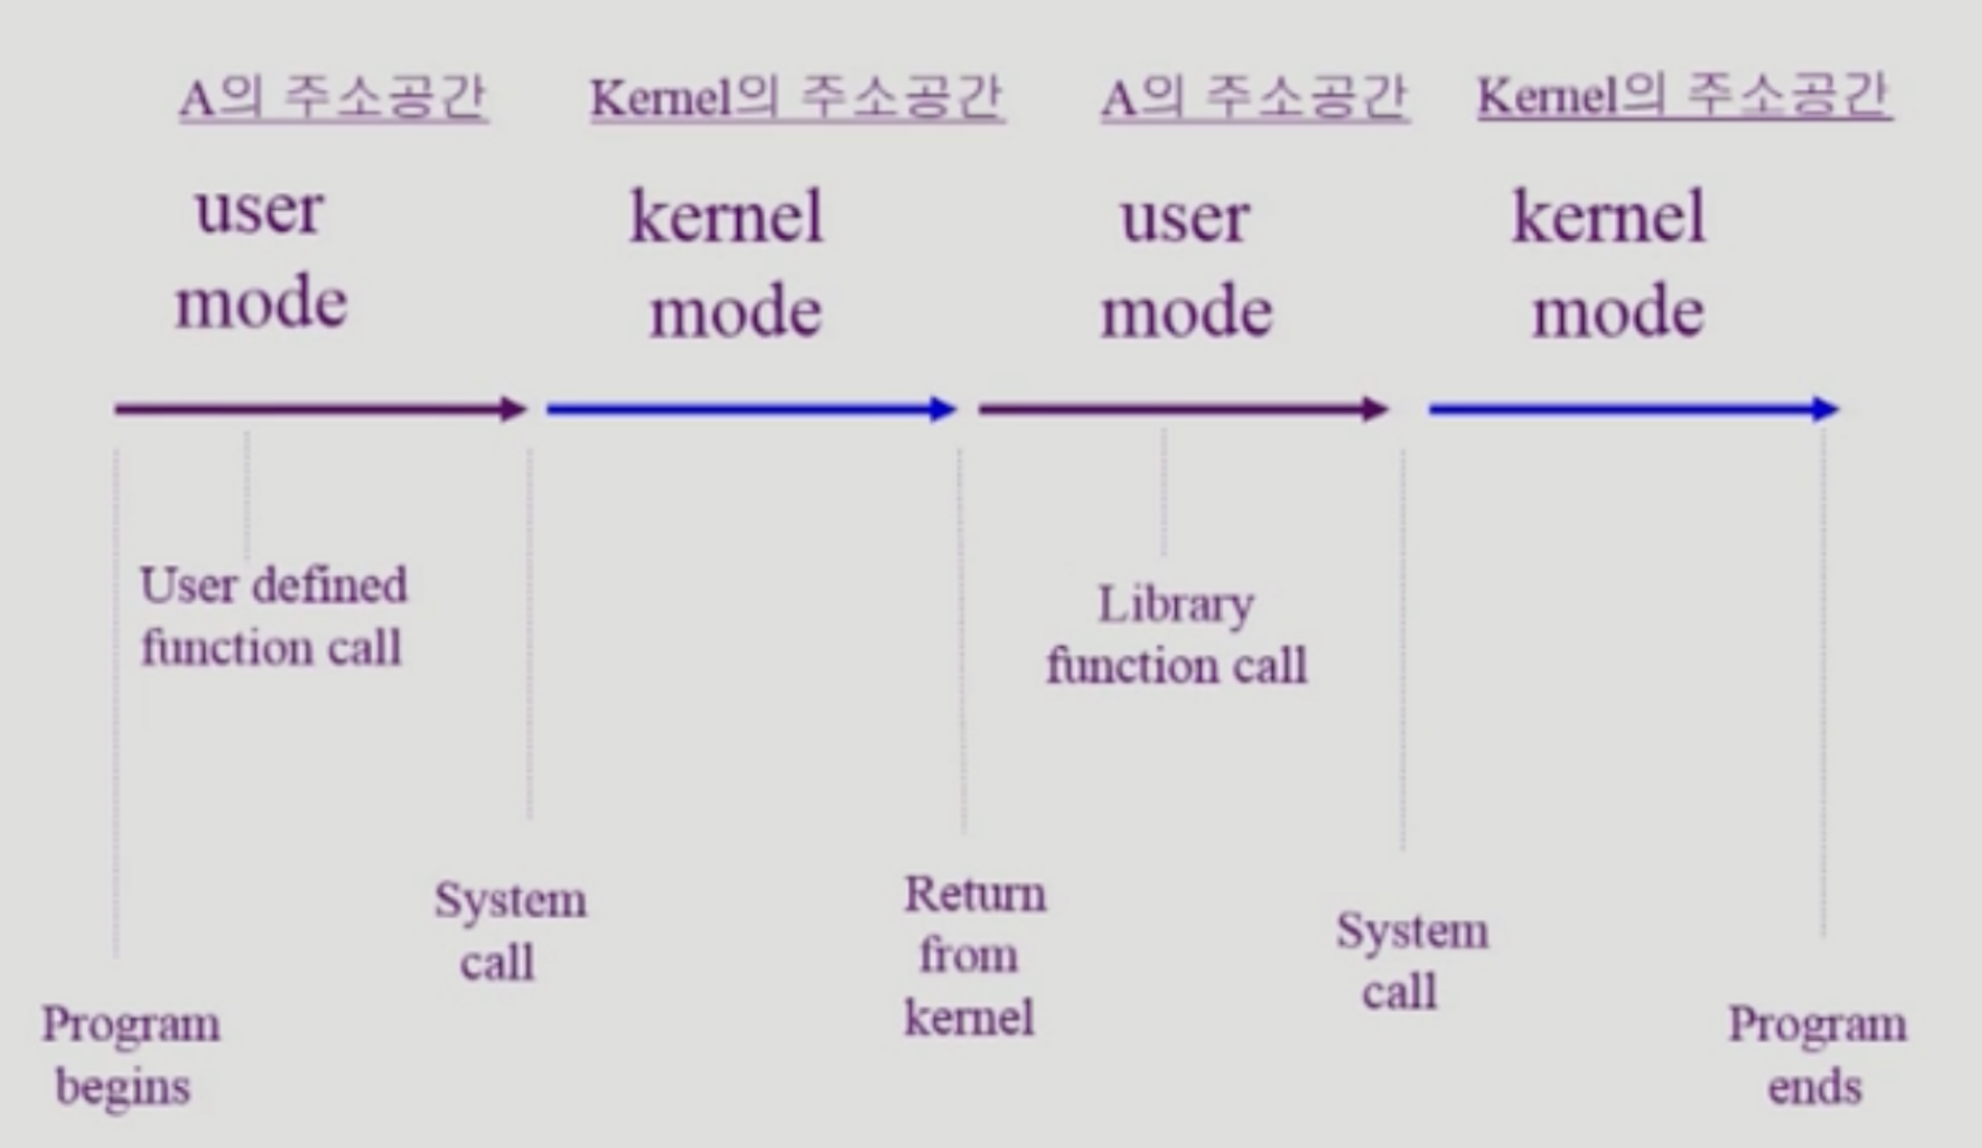 A의 주소공간 Kernel의 주소공간 A의 주소공간 Kernel의 주소공간
user
mode
kernel
mode
user
mode
kernel
mode
User defined
function call
Library
function call
Program
begins
System
call
Return
from
kernel
System
call
Program
ends